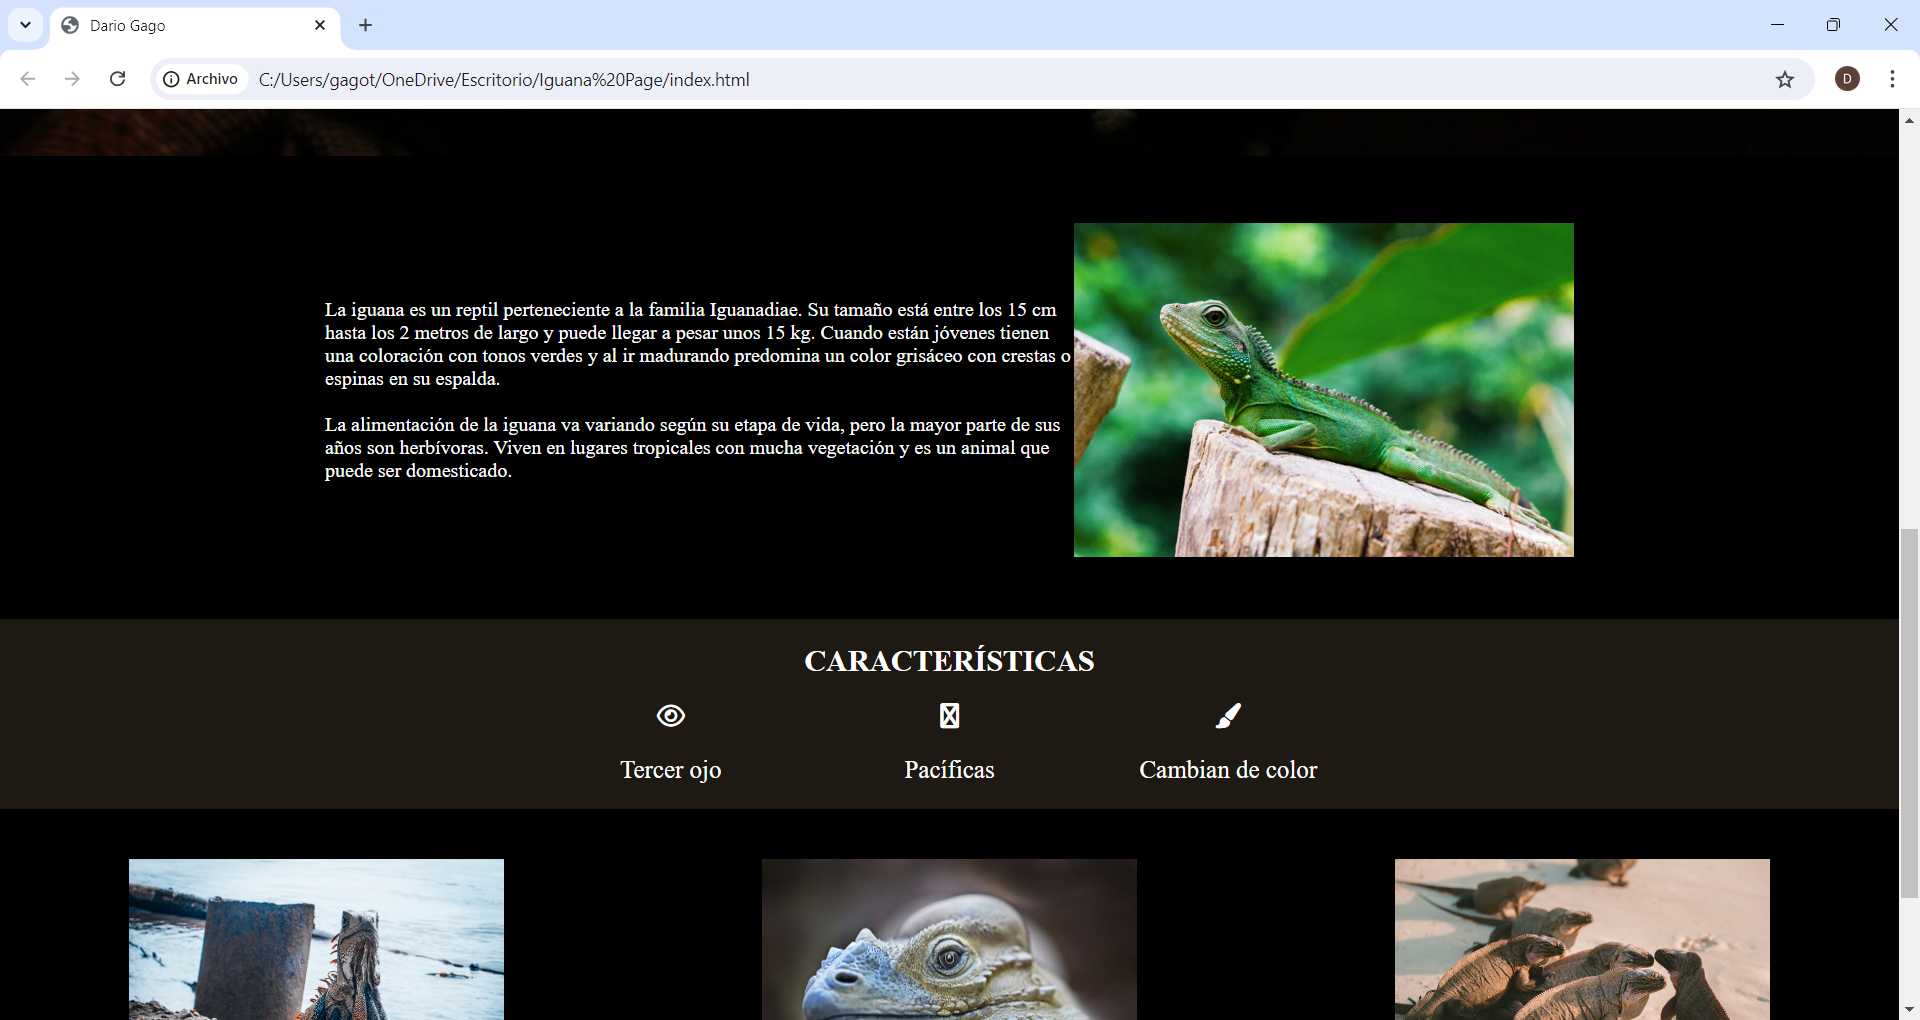 Dario Gago
Archivo
C:/Users/gagot/OneDrive/Escritorio/Iguana%20Page/index.html
D
La iguana es un reptil perteneciente a la familia Iguanadiae. Su tamaño está entre los 15 cm
hasta los 2 metros de largo y puede llegar a pesar unos 15 kg. Cuando están jóvenes tienen
una coloración con tonos verdes y al ir madurando predomina un color grisáceo con crestas o
espinas en su espalda.
La alimentación de la iguana va variando según su etapa de vida, pero la mayor parte de sus
años son herbívoras. Viven en lugares tropicales con mucha vegetación y es un animal que
puede ser domesticado.
CARACTERÍSTICAS
Tercer ojo
Pacíficas
Cambian de color